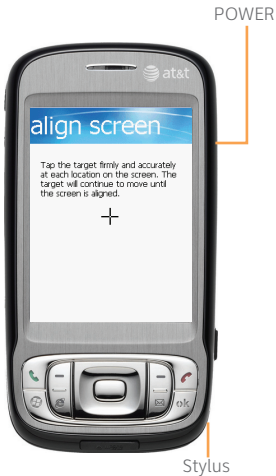 POWER
at&t
align screen
Tap the target firmly and accurately
at each location on the screen. The
target will continue to move until
the screen is aligned.
ok
Stylus